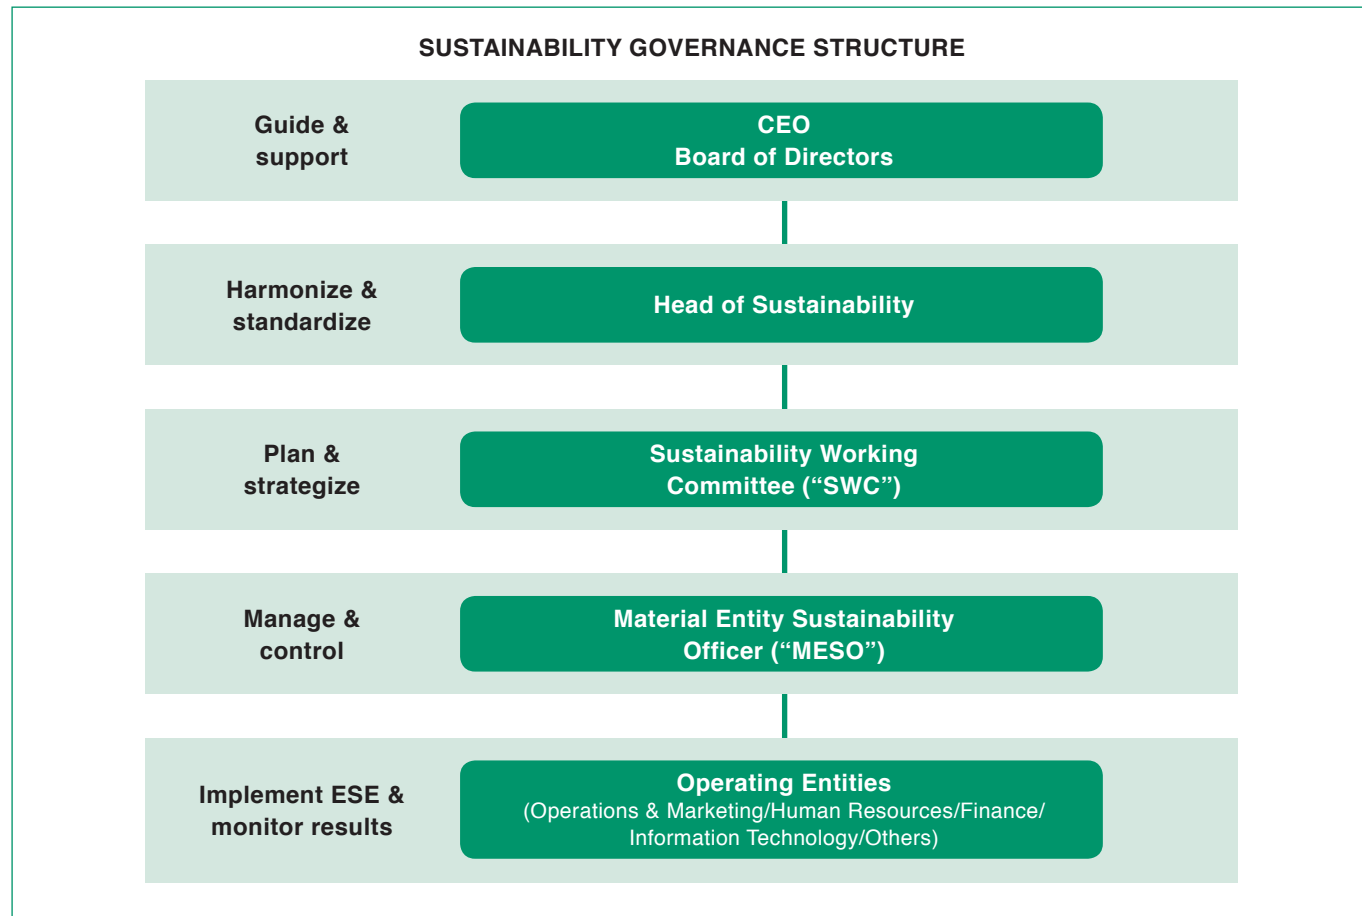 SUSTAINABILITY GOVERNANCE STRUCTURE
Guide &
support
CEO
Board of Directors
Harmonize &
standardize
Head of Sustainability
Plan &
strategize
Sustainability Working
Committee (“SWC”)
Manage &
control
Material Entity Sustainability
Officer (“MESO”)
Implement ESE &
monitor results
Operating Entities
(Operations & Marketing/Human Resources/Finance/
Information Technology/Others)